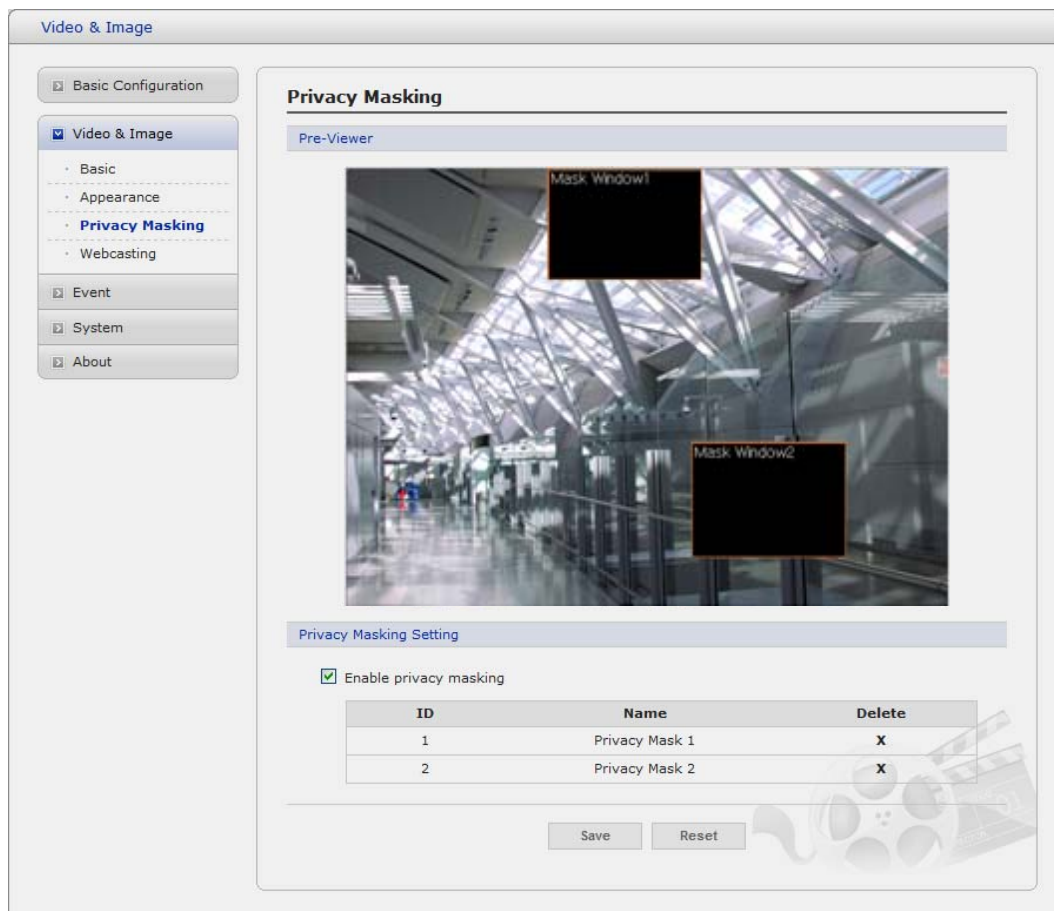 Video & Image
Basic Configuration
Video & Image
Basic
Appearance
Privacy Masking
Webcasting
Event
System
About
Privacy Masking
Pre-Viewer
Mask Window1
Mask Window2
Privacy Masking Setting
Enable privacy masking
ID Name Delete
1 Privacy Mask 1 X
2 Privacy Mask 2 X
Save Reset